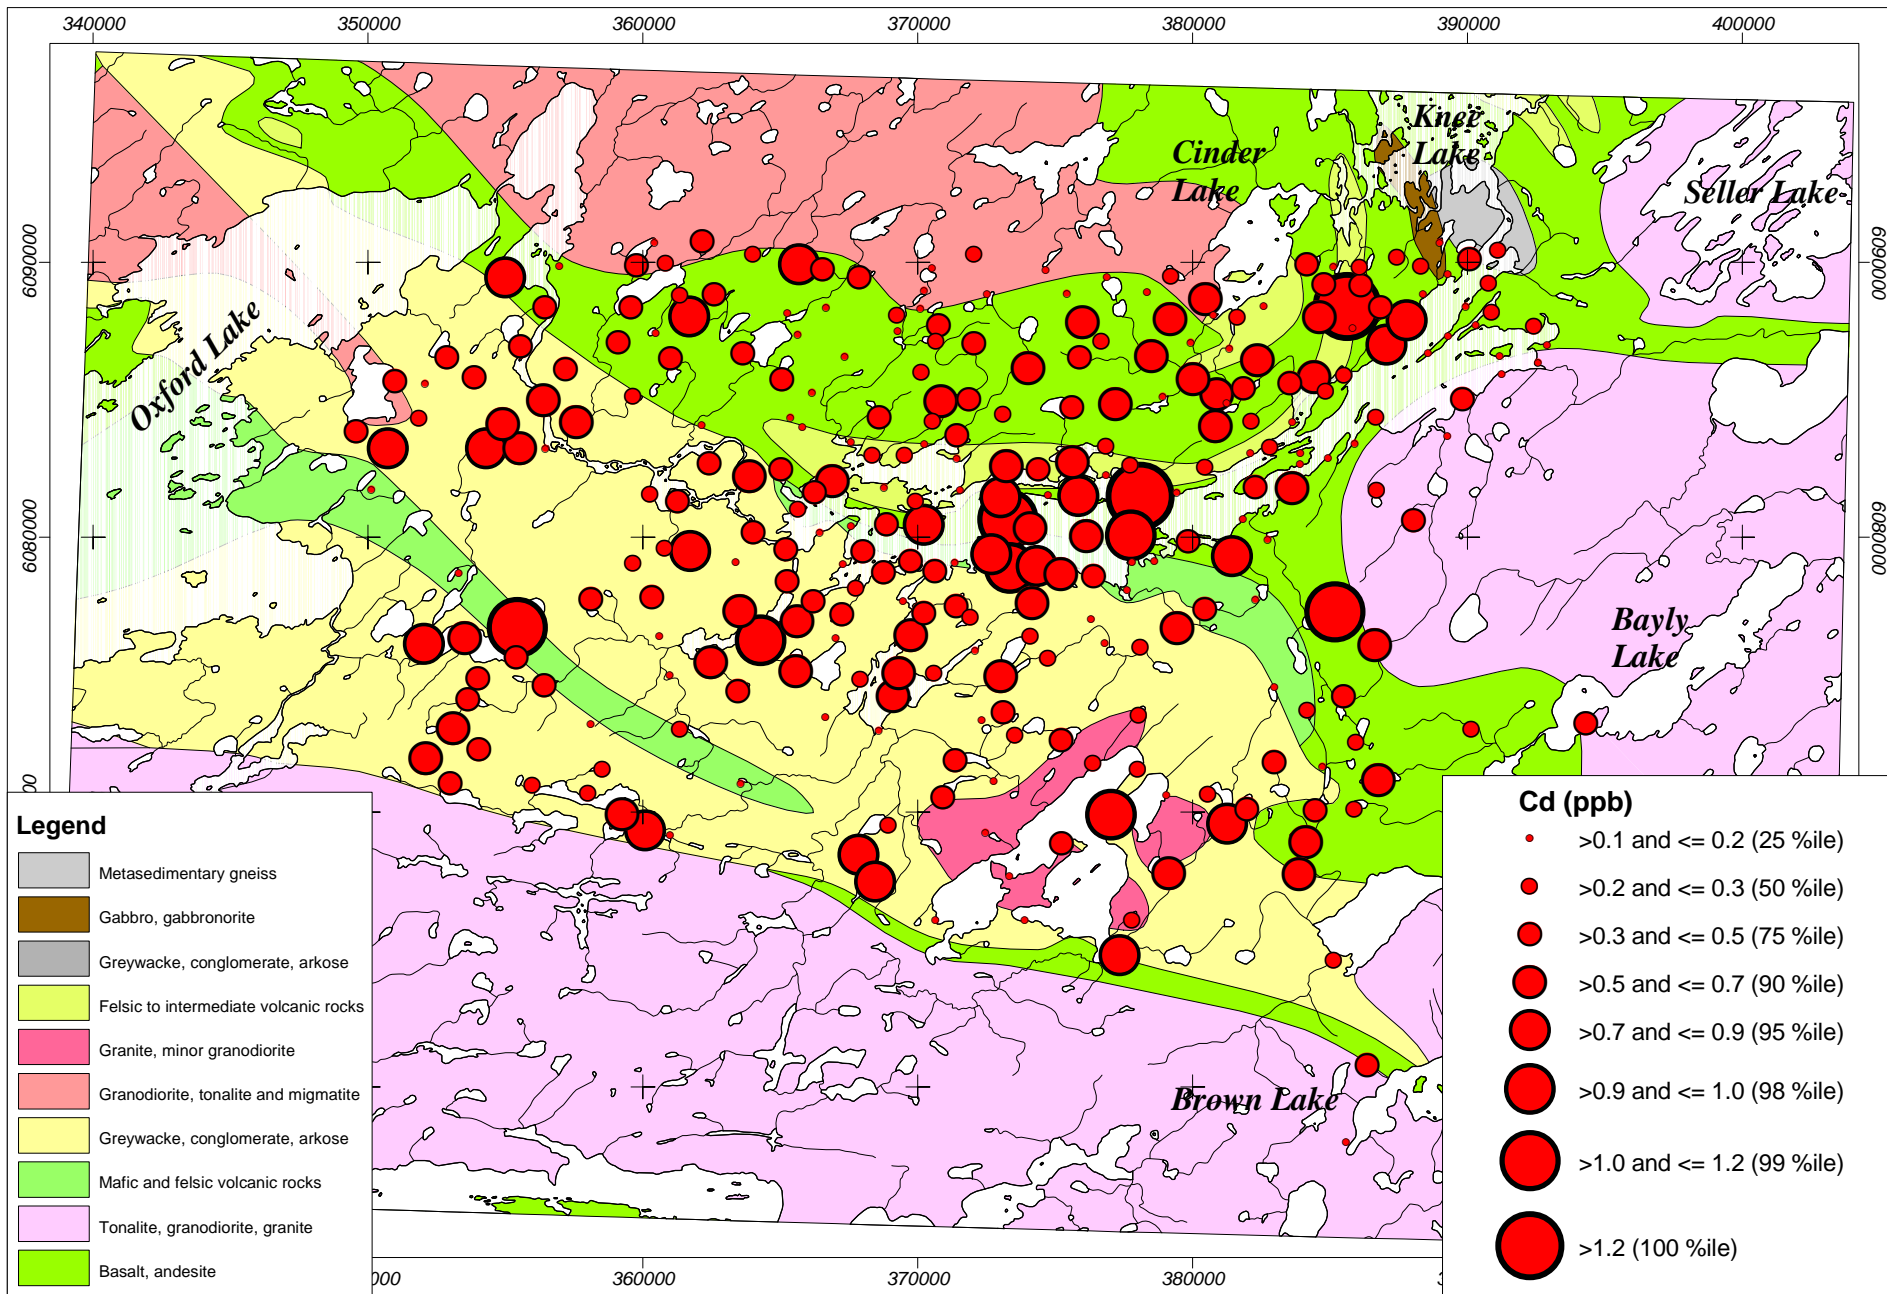 340000 350000 360000 370000 380000 390000 400000
Knee
Lake
Cinder
Lake
Seller Lake
6090000
6090000
Oxford Lake
6080000
6080000
Bayly
Lake
Brown Lake
Legend
Metasedimentary gneiss
Gabbro, gabbronorite
Greywacke, conglomerate, arkose
Felsic to intermediate volcanic rocks
Granite, minor granodiorite
Granodiorite, tonalite and migmatite
Greywacke, conglomerate, arkose
Mafic and felsic volcanic rocks
Tonalite, granodiorite, granite
Basalt, andesite
Cd (ppb)
>0.1 and <= 0.2 (25 %ile)
>0.2 and <= 0.3 (50 %ile)
>0.3 and <= 0.5 (75 %ile)
>0.5 and <= 0.7 (90 %ile)
>0.7 and <= 0.9 (95 %ile)
>0.9 and <= 1.0 (98 %ile)
>1.0 and <= 1.2 (99 %ile)
>1.2 (100 %ile)
360000 370000 380000